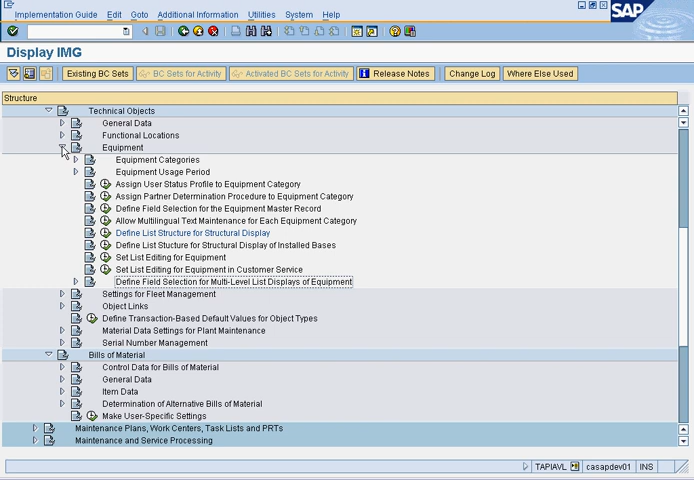 Implementation Guide Edit Goto Additional Information Utilities System Help
SAP
Display IMG
Existing BC Sets BC Sets for Activity Activated BC Sets for Activity Release Notes Change Log Where Else Used
Structure
Technical Objects
General Data
Functional Locations
Equipment
Equipment Categories
Equipment Usage Period
Assign User Status Profile to Equipment Category
Assign Partner Determination Procedure to Equipment Category
Define Field Selection for the Equipment Master Record
Allow Multilingual Text Maintenance for Each Equipment Category
Define List Structure for Structural Display
Define List Structure for Structural Display of Installed Bases
Set List Editing for Equipment
Set List Editing for Equipment in Customer Service
Define Field Selection for Multi-Level List Displays of Equipment
Settings for Fleet Management
Object Links
Define Transaction-Based Default Values for Object Types
Material Data Settings for Plant Maintenance
Serial Number Management
Bills of Material
Control Data for Bills of Material
General Data
Item Data
Determination of Alternative Bills of Material
Make User-Specific Settings
Maintenance Plans, Work Centers, Task Lists and PRTs
Maintenance and Service Processing
TAPIAVL casapdev01 INS